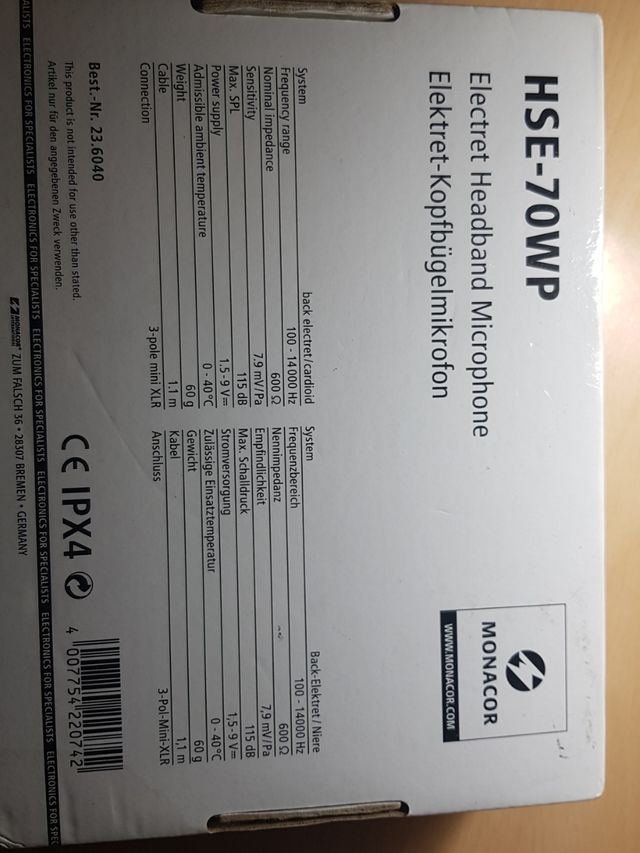 HSE-70WP
Electret Headband Microphone
Elektret-Kopfbügelmikrofon
MONACOR
WWW.MONACOR.COM
System back electret/cardioid
Frequency range 100 - 14000 Hz
Nominal impedance 600 Ω
Sensitivity 7.9 mV/Pa
Max. SPL 115 dB
Power supply 1.5 - 9 V⎓
Admissible ambient temperature 0 - 40 °C
Weight 60 g
Cable 1.1 m
Connection 3-pole mini XLR
System Back-Elektret / Niere
Frequenzbereich 100 - 14000 Hz
Nennimpedanz 600 Ω
Empfindlichkeit 7,9 mV/Pa
Max. Schalldruck 115 dB
Stromversorgung 1,5 - 9 V⎓
Zulässige Einsatztemperatur 0 - 40 °C
Gewicht 60 g
Kabel 1,1 m
Anschluss 3-Pol-Mini-XLR
Best.-Nr. 23.6040
This product is not intended for use other than stated.
Artikel nur für den angegebenen Zweck verwenden.
CE IPX4
4 007754 220742
ALISTS ELECTRONICS FOR SPECIALISTS ELECTRONICS FOR SPECIALISTS ELECTRONICS FOR SPECIALISTS ELECTRONICS FOR SPECIALISTS ELECTRONICS FOR SPECIALISTS ELECTRONICS FOR SPEC
MONACOR INTERNATIONAL ZUM FALSCH 36 • 28307 BREMEN • GERMANY